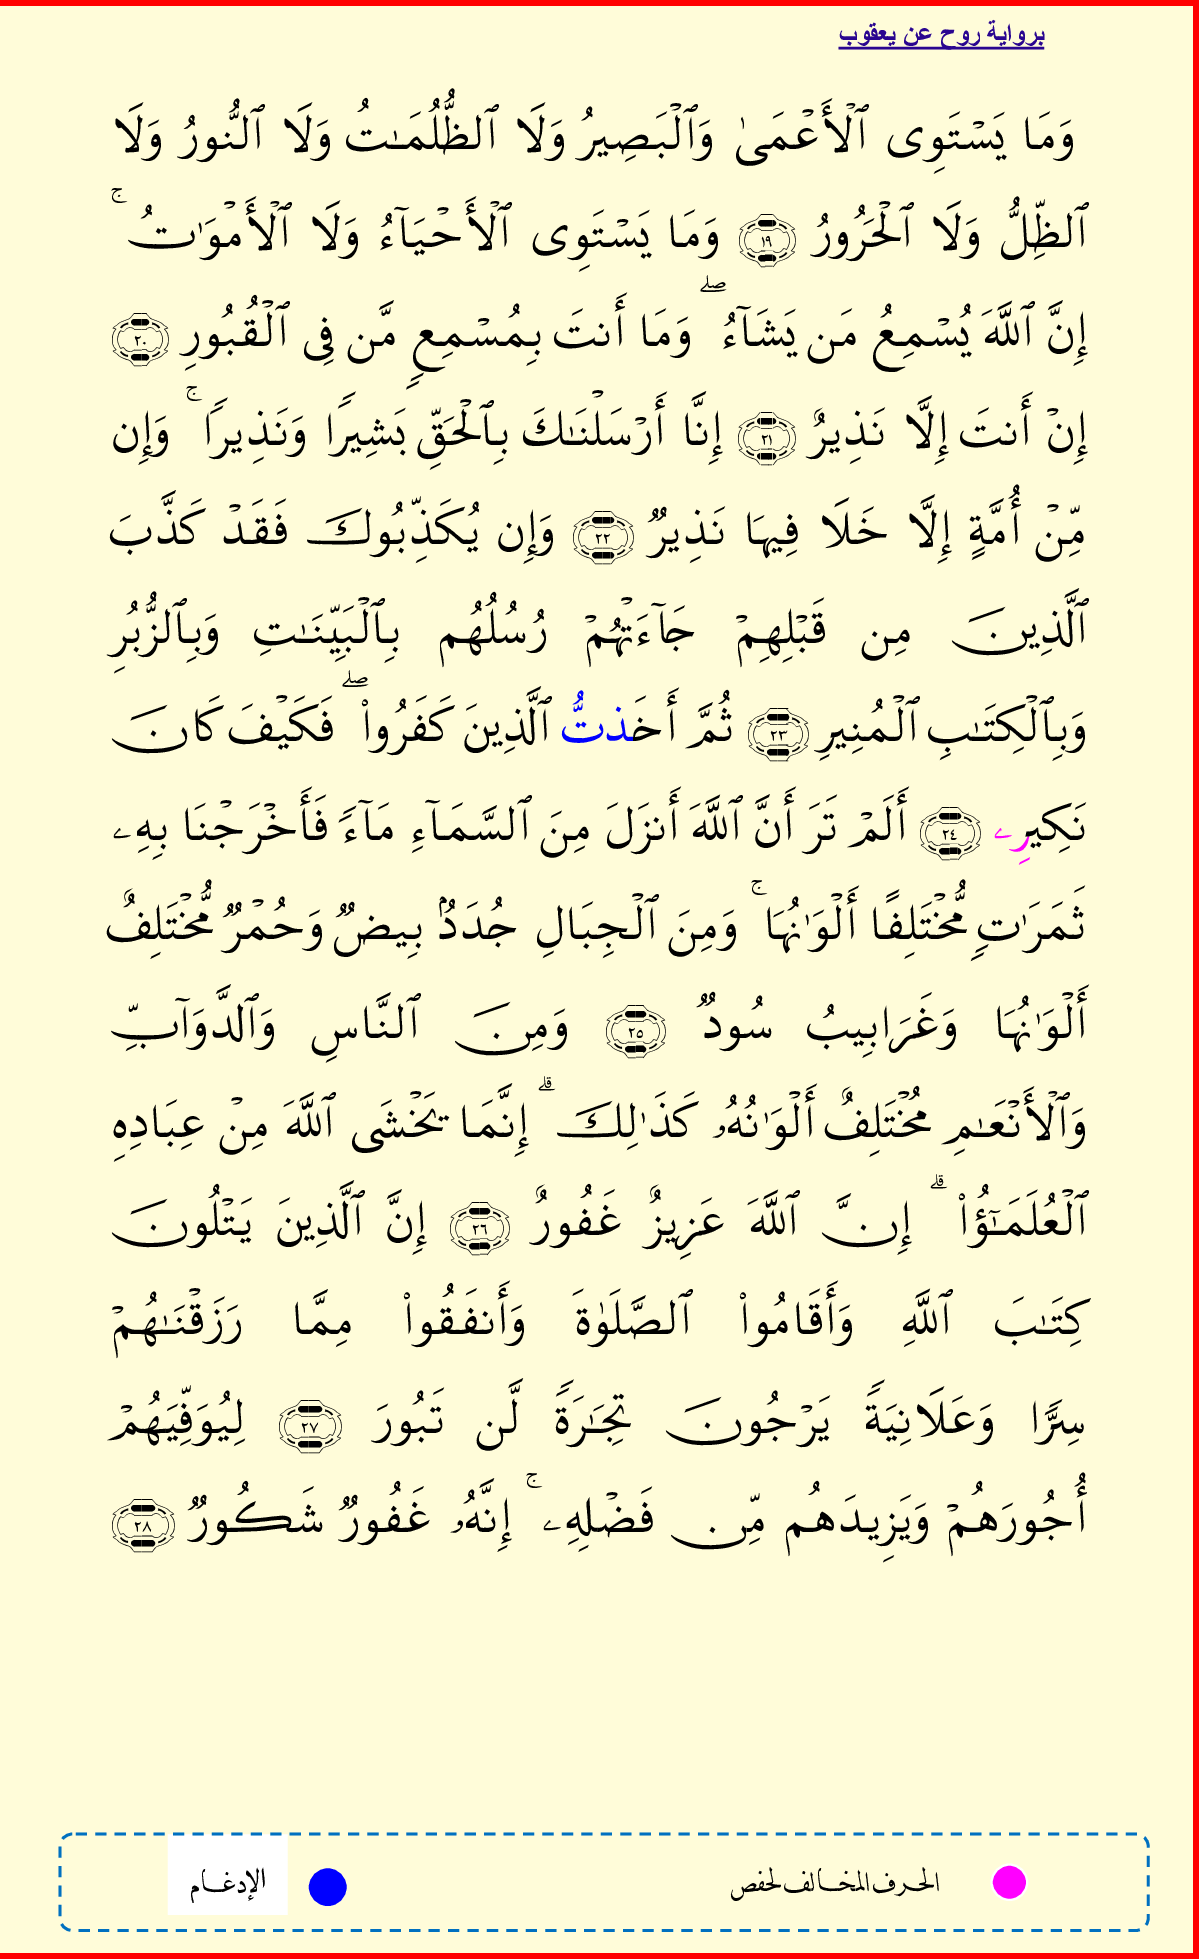 برواية روح عن يعقوب
وَمَا يَسۡتَوِى ٱلۡأَعۡمَىٰ وَٱلۡبَصِيرُ وَلَا ٱلظُّلُمَـٰتُ وَلَا ٱلنُّورُ وَلَا
ٱلظِّلُّ وَلَا ٱلۡحَرُورُ ١٩ وَمَا يَسۡتَوِى ٱلۡأَحۡيَآءُ وَلَا ٱلۡأَمۡوَٰتُ ۚ
إِنَّ ٱللَّهَ يُسۡمِعُ مَن يَشَآءُ ۖ وَمَا أَنتَ بِمُسۡمِعٍ مَّن فِى ٱلۡقُبُورِ ٢٠
إِنۡ أَنتَ إِلَّا نَذِيرٌ ٢١ إِنَّا أَرۡسَلۡنَـٰكَ بِٱلۡحَقِّ بَشِيرًا وَنَذِيرًا ۚ وَإِن
مِّنۡ أُمَّةٍ إِلَّا خَلَا فِيهَا نَذِيرٌ ٢٢ وَإِن يُكَذِّبُوكَ فَقَدۡ كَذَّبَ
ٱلَّذِينَ مِن قَبۡلِهِمۡ جَآءَتۡهُمۡ رُسُلُهُم بِٱلۡبَيِّنَـٰتِ وَبِٱلزُّبُرِ
وَبِٱلۡكِتَـٰبِ ٱلۡمُنِيرِ ٢٣ ثُمَّ أَخَذتُّ ٱلَّذِينَ كَفَرُوا۟ ۖ فَكَيۡفَ كَانَ
نَكِيرِۦ ٢٤ أَلَمۡ تَرَ أَنَّ ٱللَّهَ أَنزَلَ مِنَ ٱلسَّمَآءِ مَآءً فَأَخۡرَجۡنَا بِهِۦ
ثَمَرَٰتٍ مُّخۡتَلِفًا أَلۡوَٰنُهَا ۚ وَمِنَ ٱلۡجِبَالِ جُدَدٌۢ بِيضٌ وَحُمۡرٌ مُّخۡتَلِفٌ
أَلۡوَٰنُهَا وَغَرَابِيبُ سُودٌ ٢٥ وَمِنَ ٱلنَّاسِ وَٱلدَّوَآبِّ
وَٱلۡأَنۡعَـٰمِ مُخۡتَلِفٌ أَلۡوَٰنُهُۥ كَذَٰلِكَ ۗ إِنَّمَا يَخۡشَى ٱللَّهَ مِنۡ عِبَادِهِ
ٱلۡعُلَمَـٰٓؤُا۟ ۗ إِنَّ ٱللَّهَ عَزِيزٌ غَفُورٌ ٢٦ إِنَّ ٱلَّذِينَ يَتۡلُونَ
كِتَـٰبَ ٱللَّهِ وَأَقَامُوا۟ ٱلصَّلَوٰةَ وَأَنفَقُوا۟ مِمَّا رَزَقۡنَـٰهُمۡ
سِرًّا وَعَلَانِيَةً يَرۡجُونَ تِجَـٰرَةً لَّن تَبُورَ ٢٧ لِيُوَفِّيَهُمۡ
أُجُورَهُمۡ وَيَزِيدَهُم مِّن فَضۡلِهِۦ ۚ إِنَّهُۥ غَفُورٌ شَكُورٌ ٢٨
الحرف المخالف لحفص الإدغام